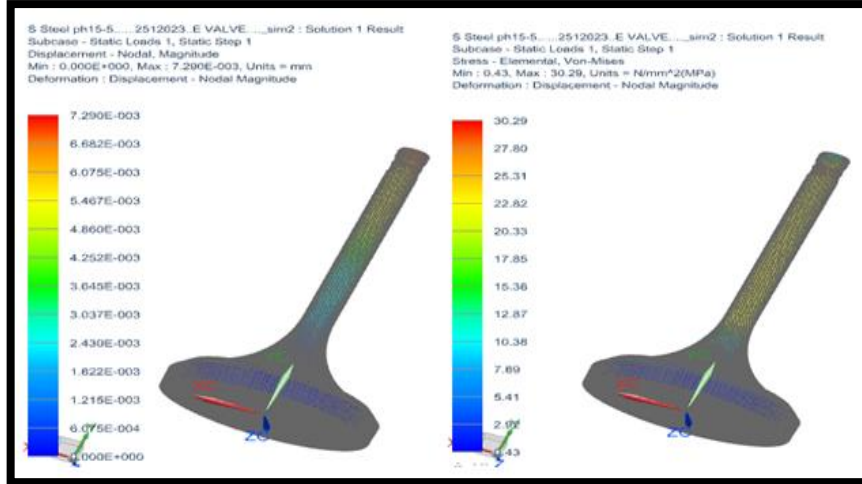 S Steel ph15-5.....2512023..E VALVE...._sim2 : Solution 1 Result
Subcase - Static Loads 1, Static Step 1
Displacement - Nodal, Magnitude
Min : 0.000E+000, Max : 7.290E-003, Units = mm
Deformation : Displacement - Nodal Magnitude
7.290E-003
6.682E-003
6.075E-003
5.467E-003
4.860E-003
4.252E-003
3.645E-003
3.037E-003
2.430E-003
1.822E-003
1.215E-003
6.075E-004
0.000E+000
S Steel ph15-5.....2512023..E VALVE...._sim2 : Solution 1 Result
Subcase - Static Loads 1, Static Step 1
Stress - Elemental, Von-Mises
Min : 0.43, Max : 30.29, Units = N/mm^2(MPa)
Deformation : Displacement - Nodal Magnitude
30.29
27.80
25.31
22.82
20.33
17.85
15.36
12.87
10.38
7.89
5.41
0.43